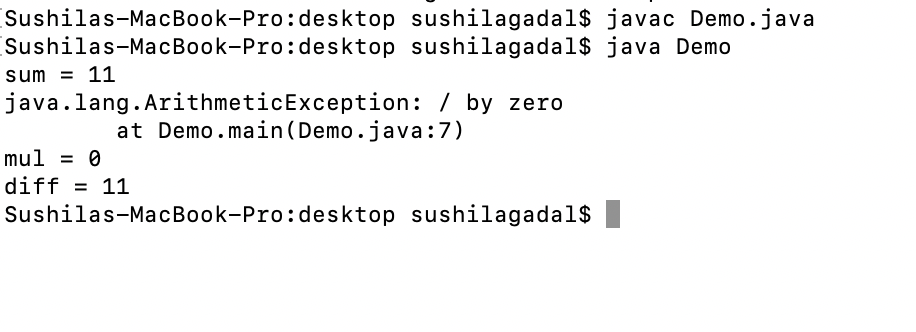 Sushilas-MacBook-Pro:desktop sushilagadal$ javac Demo.java
Sushilas-MacBook-Pro:desktop sushilagadal$ java Demo
sum = 11
java.lang.ArithmeticException: / by zero
        at Demo.main(Demo.java:7)
mul = 0
diff = 11
Sushilas-MacBook-Pro:desktop sushilagadal$